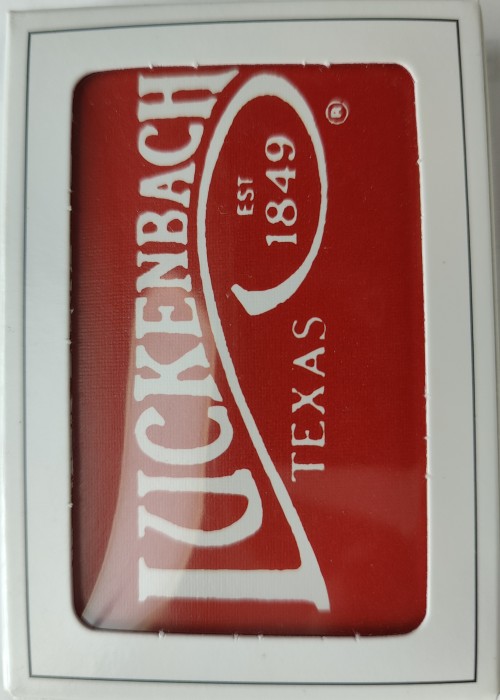 LUCKENBACH
EST
1849
TEXAS
®